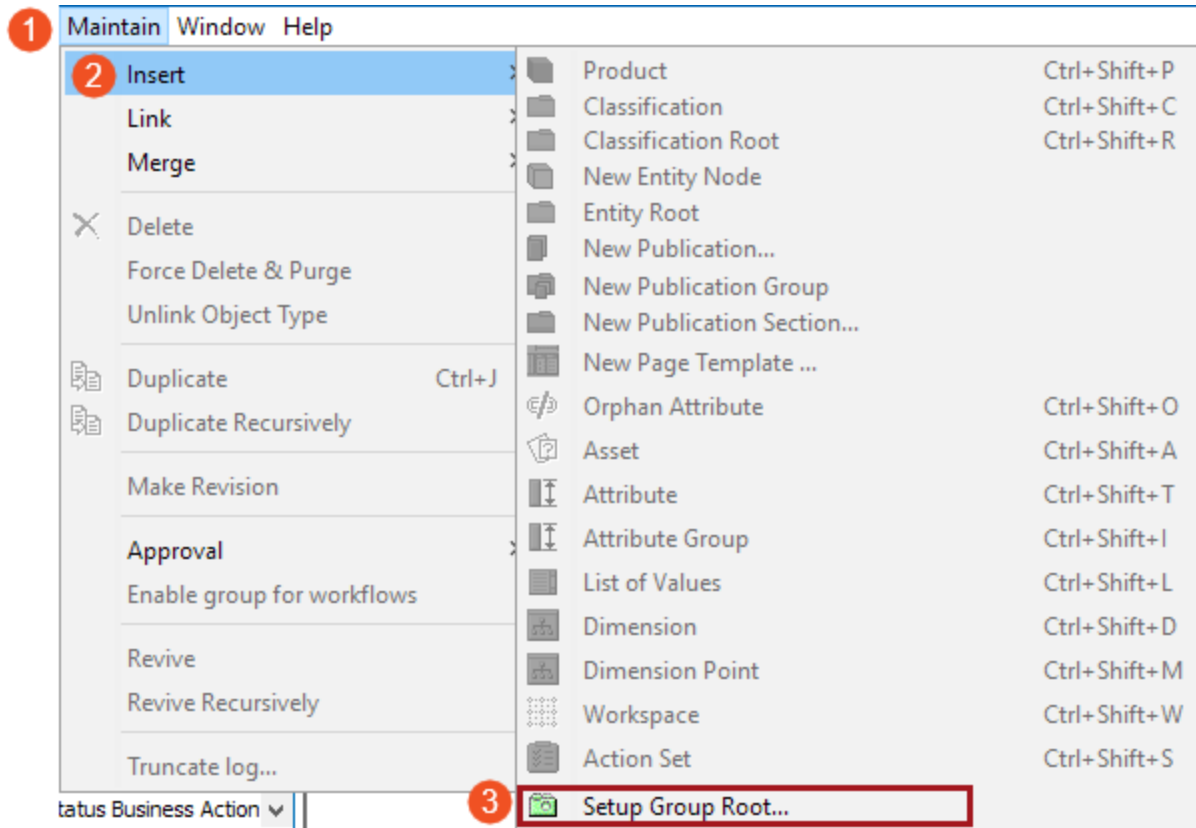 1 Maintain Window Help
2 Insert
Link
Merge
Delete
Force Delete & Purge
Unlink Object Type
Duplicate Ctrl+J
Duplicate Recursively
Make Revision
Approval
Enable group for workflows
Revive
Revive Recursively
Truncate log...
tatus Business Action
Product Ctrl+Shift+P
Classification Ctrl+Shift+C
Classification Root Ctrl+Shift+R
New Entity Node
Entity Root
New Publication...
New Publication Group
New Publication Section...
New Page Template ...
Orphan Attribute Ctrl+Shift+O
Asset Ctrl+Shift+A
Attribute Ctrl+Shift+T
Attribute Group Ctrl+Shift+I
List of Values Ctrl+Shift+L
Dimension Ctrl+Shift+D
Dimension Point Ctrl+Shift+M
Workspace Ctrl+Shift+W
Action Set Ctrl+Shift+S
3 Setup Group Root...